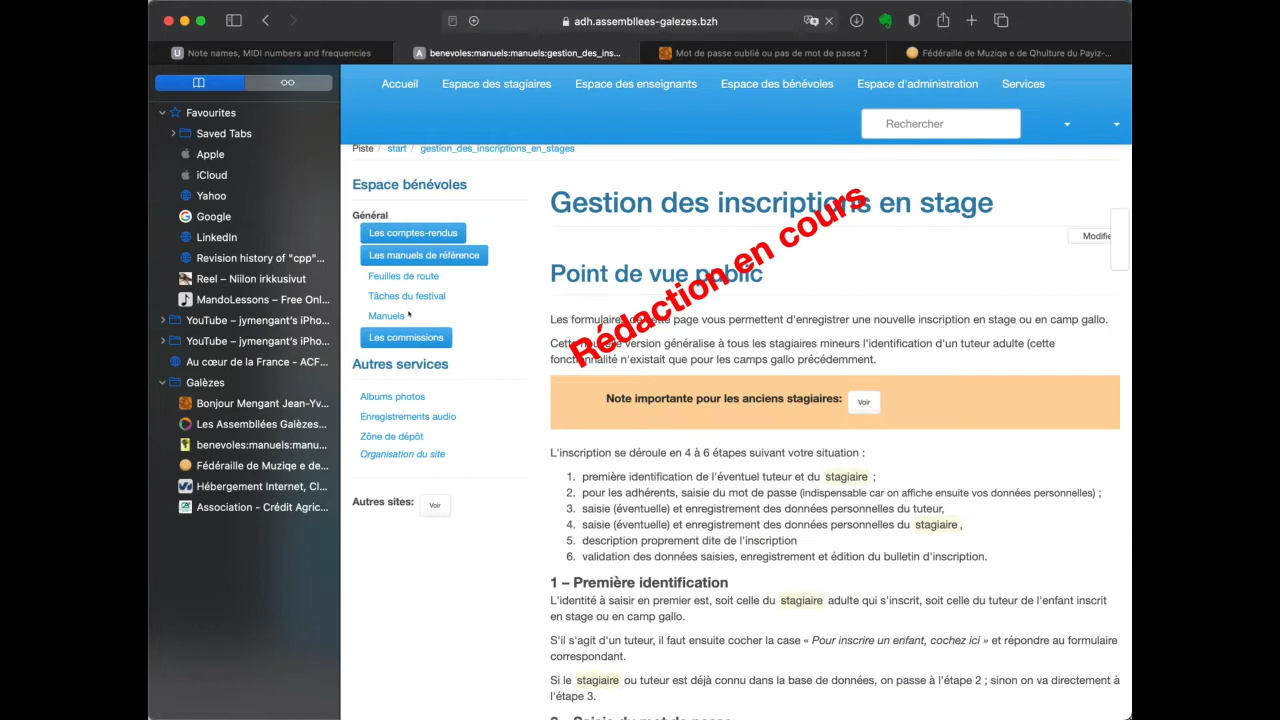 adh.assembllees-galezes.bzh
Note names, MIDI numbers and frequencies
benevoles:manuels:manuels:gestion_des_ins...
Mot de passe oublié ou pas de mot de passe ?
Fédéraille de Muziqe e de Qhulture du Payiz-...
Favourites
Saved Tabs
Apple
iCloud
Yahoo
Google
LinkedIn
Revision history of "cpp"...
Reel – Niilon irkkusivut
MandoLessons – Free Onl...
YouTube – jymengant's iPho...
YouTube – jymengant's iPho...
Au cœur de la France - ACF...
Galèzes
Bonjour Mengant Jean-Yv...
Les Assembllées Galèzes...
benevoles:manuels:manu...
Fédéraille de Muziqe e de...
Hébergement Internet, Cl...
Association - Crédit Agric...
Accueil Espace des stagiaires Espace des enseignants Espace des bénévoles Espace d'administration Services
Rechercher
Piste / start / gestion_des_inscriptions_en_stages
Espace bénévoles
Général
Les comptes-rendus
Les manuels de référence
Feuilles de route
Tâches du festival
Manuels
Les commissions
Autres services
Albums photos
Enregistrements audio
Zône de dépôt
Organisation du site
Autres sites: Voir
Gestion des inscriptions en stage
Modifie
Rédaction en cours
Point de vue public
Les formulaires de cette page vous permettent d'enregistrer une nouvelle inscription en stage ou en camp gallo.
Cette nouvelle version généralise à tous les stagiaires mineurs l'identification d'un tuteur adulte (cette
fonctionnalité n'existait que pour les camps gallo précédemment.
Note importante pour les anciens stagiaires: Voir
L'inscription se déroule en 4 à 6 étapes suivant votre situation :
1. première identification de l'éventuel tuteur et du stagiaire ;
2. pour les adhérents, saisie du mot de passe (indispensable car on affiche ensuite vos données personnelles) ;
3. saisie (éventuelle) et enregistrement des données personnelles du tuteur,
4. saisie (éventuelle) et enregistrement des données personnelles du stagiaire,
5. description proprement dite de l'inscription
6. validation des données saisies, enregistrement et édition du bulletin d'inscription.
1 – Première identification
L'identité à saisir en premier est, soit celle du stagiaire adulte qui s'inscrit, soit celle du tuteur de l'enfant inscrit
en stage ou en camp gallo.
S'il s'agit d'un tuteur, il faut ensuite cocher la case « Pour inscrire un enfant, cochez ici » et répondre au formulaire
correspondant.
Si le stagiaire ou tuteur est déjà connu dans la base de données, on passe à l'étape 2 ; sinon on va directement à
l'étape 3.